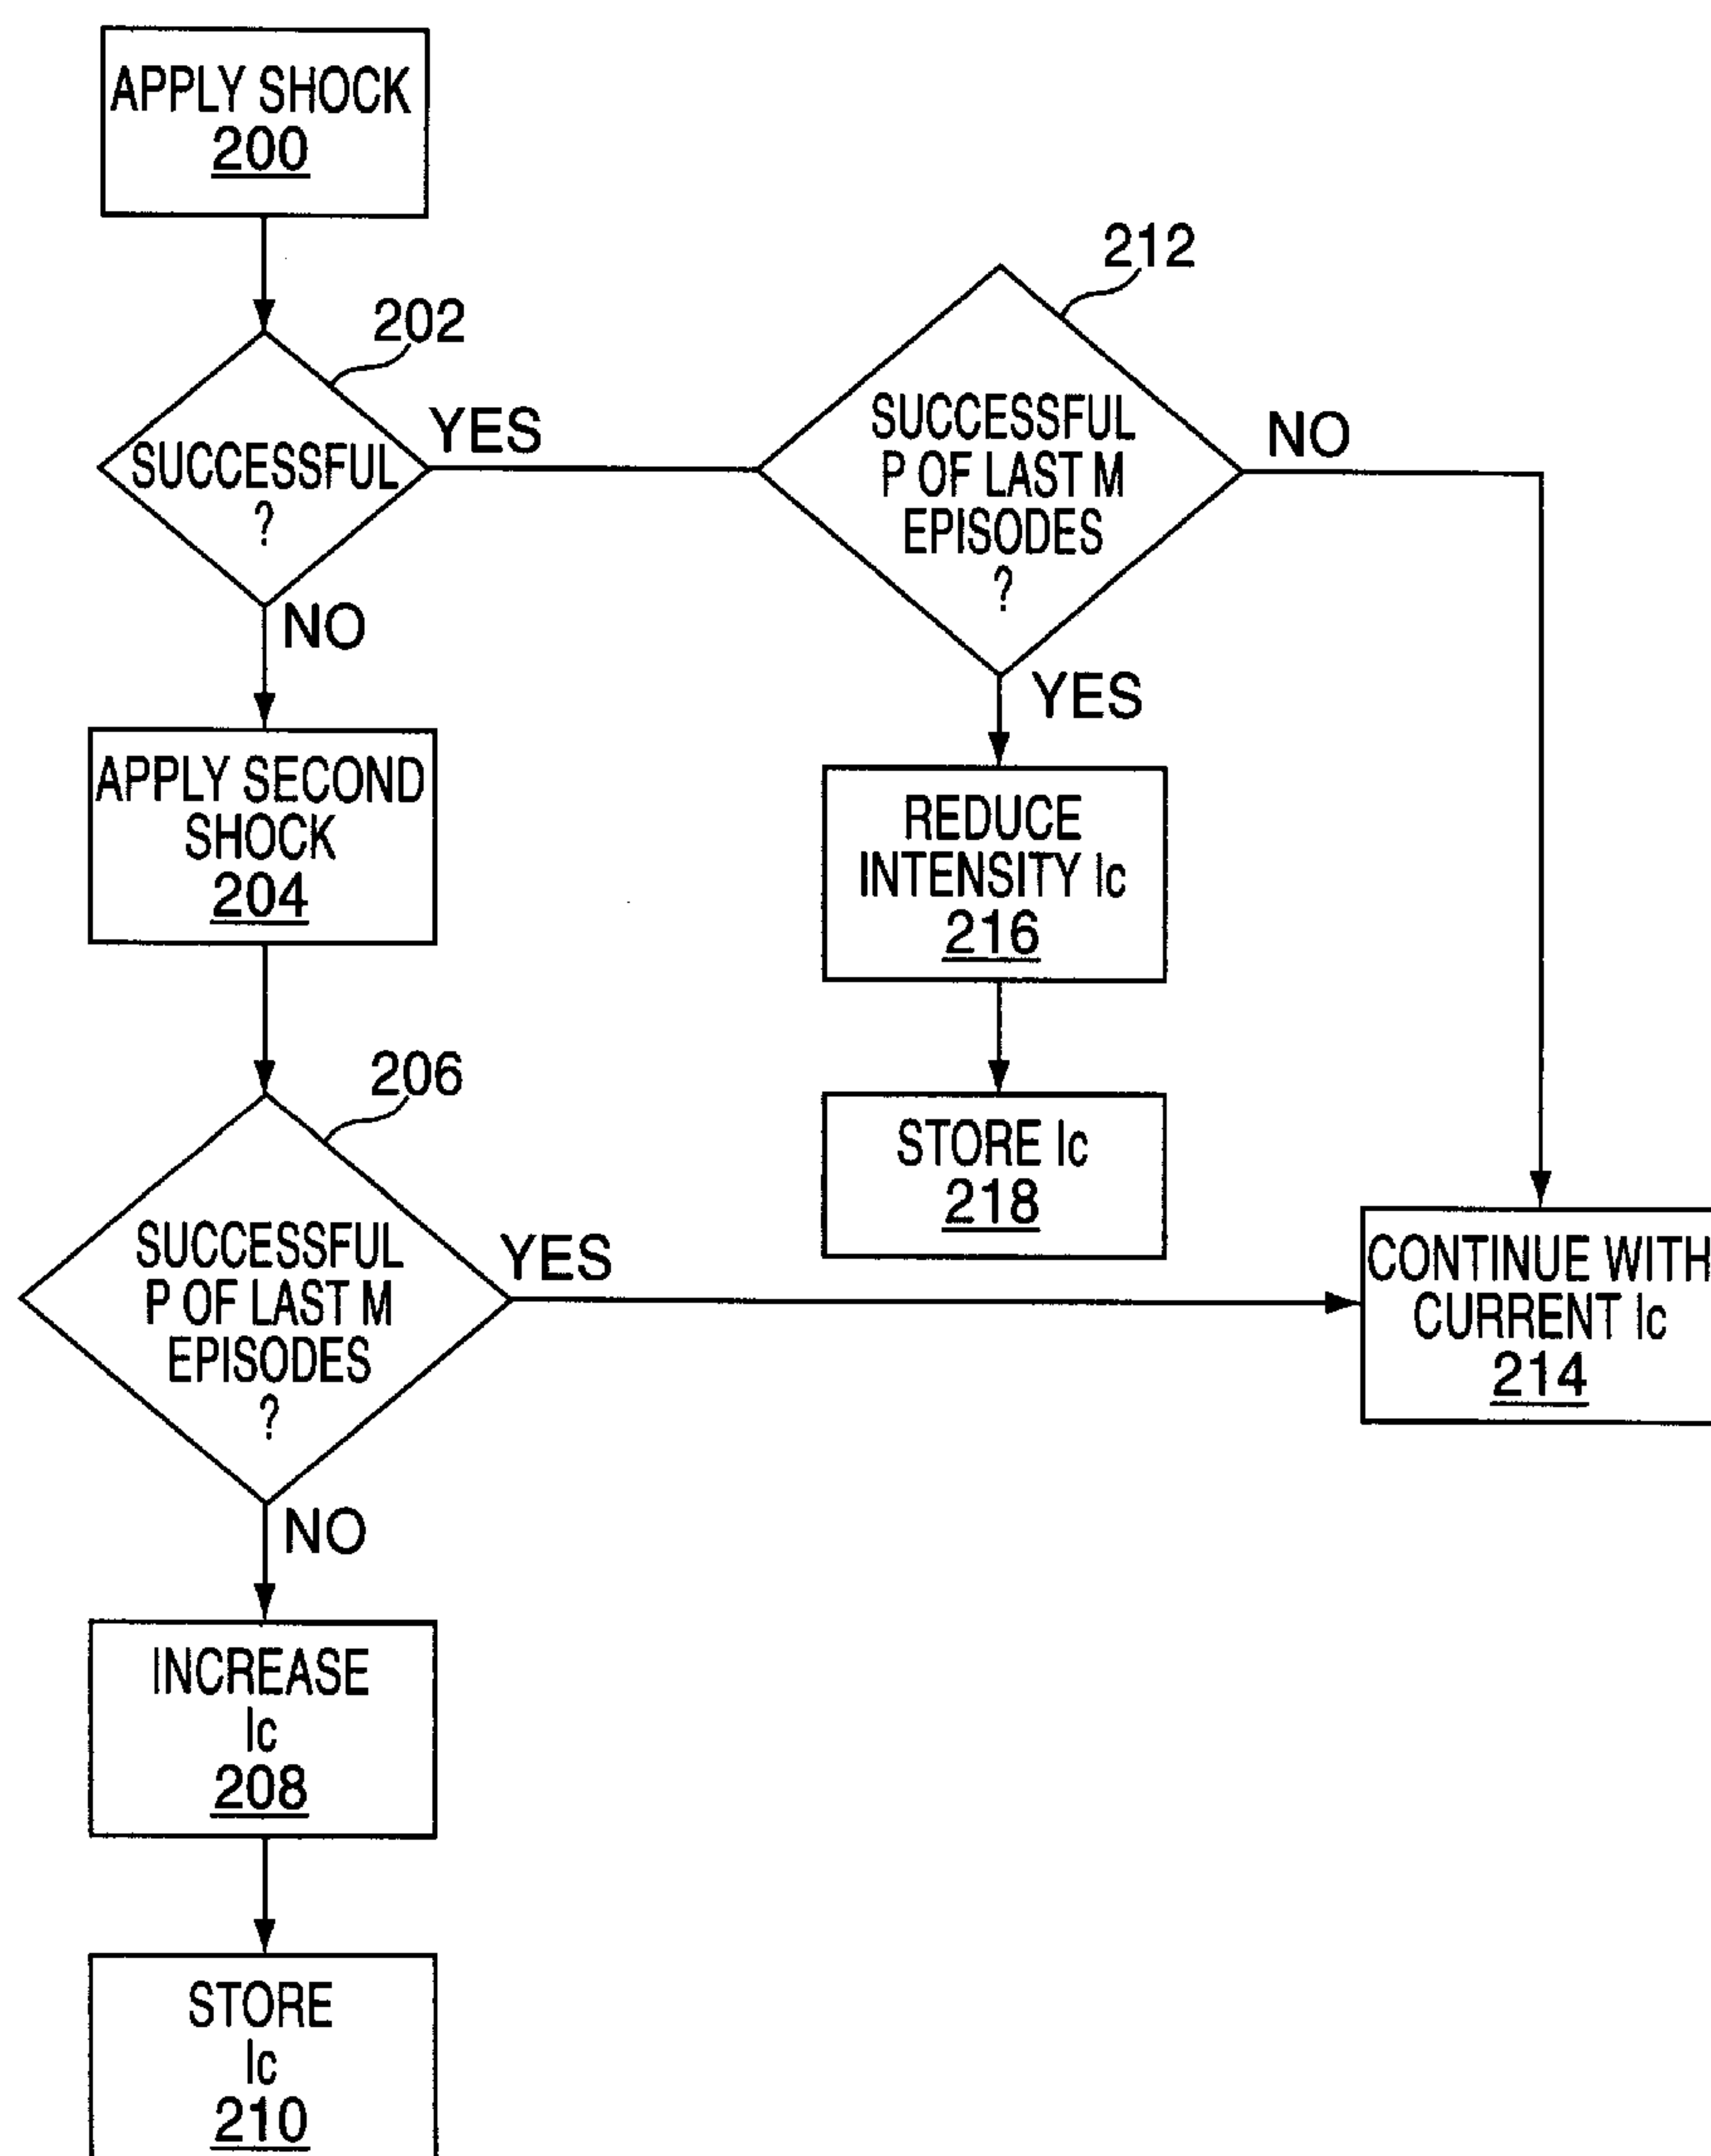 APPLY SHOCK
200
202
SUCCESSFUL
?
YES
NO
212
SUCCESSFUL
P OF LAST M
EPISODES
?
NO
YES
APPLY SECOND
SHOCK
204
REDUCE
INTENSITY Ic
216
206
SUCCESSFUL
P OF LAST M
EPISODES
?
YES
NO
STORE Ic
218
CONTINUE WITH
CURRENT Ic
214
INCREASE
Ic
208
STORE
Ic
210